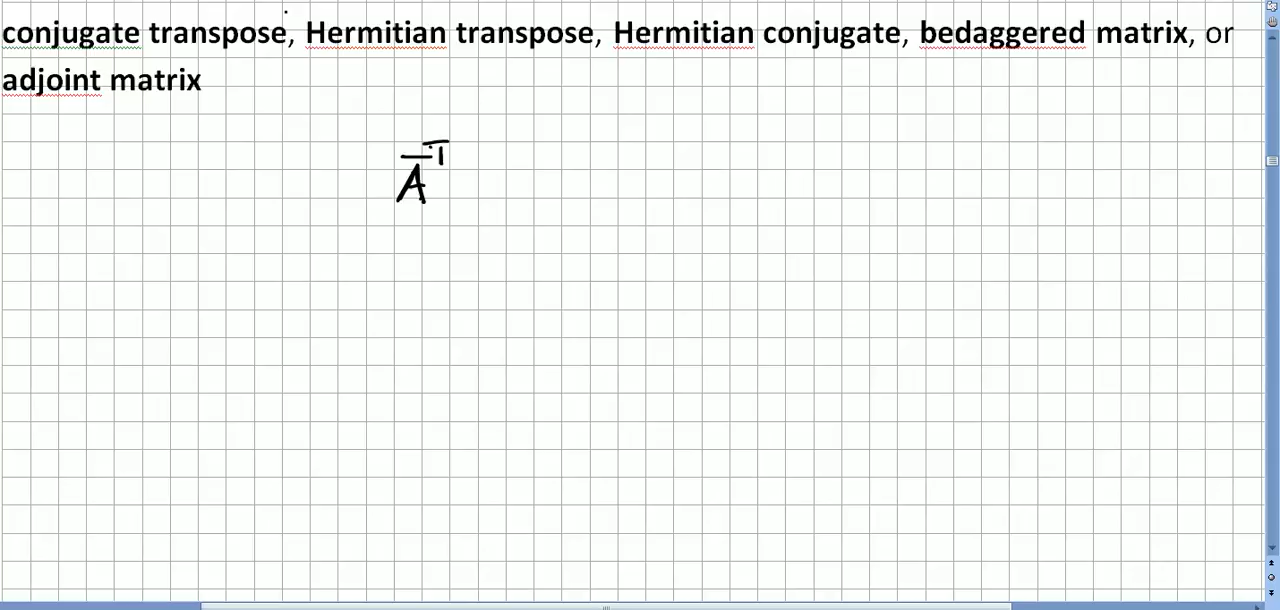 conjugate transpose, Hermitian transpose, Hermitian conjugate, bedaggered matrix, or
adjoint matrix
A̅ᵀ